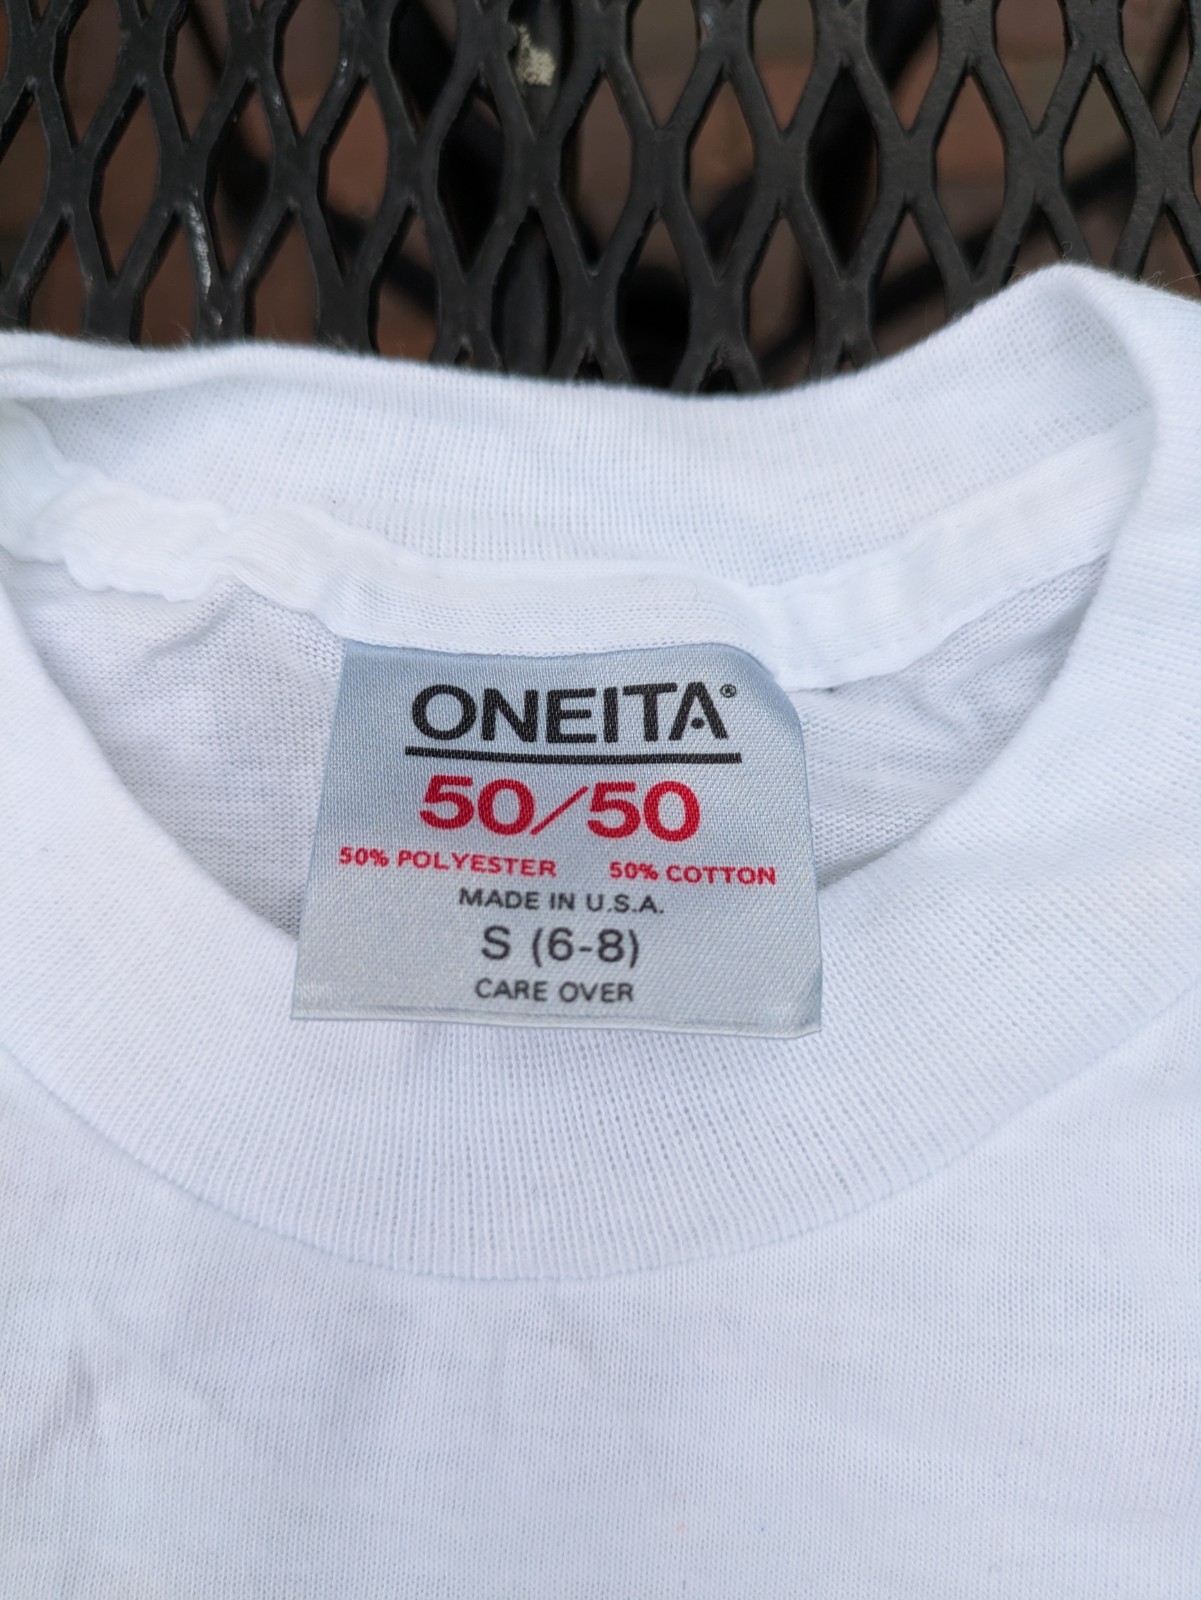 ONEITA®
50/50
50% POLYESTER 50% COTTON
MADE IN U.S.A.
S (6-8)
CARE OVER